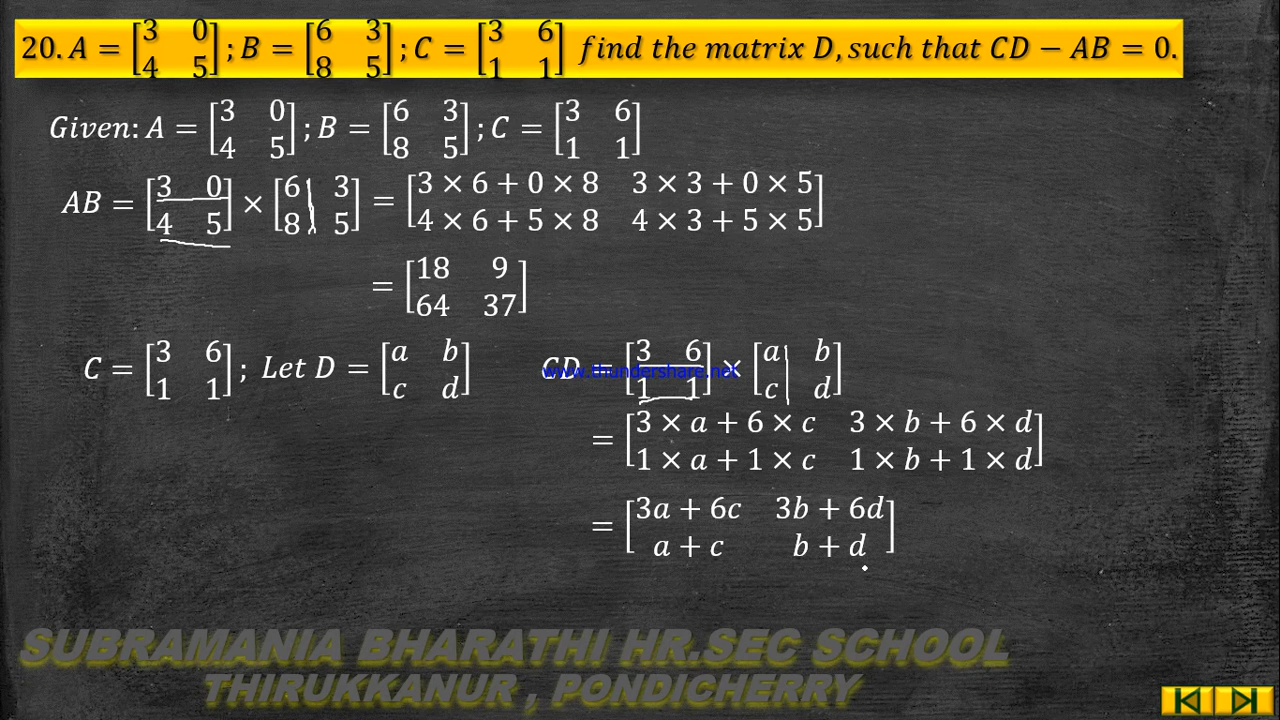 20. A = [3 0 4 5] ; B = [6 3 8 5] ; C = [3 6 1 1] find the matrix D, such that CD − AB = 0.
Given: A = [3 0 4 5] ; B = [6 3 8 5] ; C = [3 6 1 1]
AB = [3 0 4 5] × [6 3 8 5] = [3 × 6 + 0 × 8 3 × 3 + 0 × 5 4 × 6 + 5 × 8 4 × 3 + 5 × 5]
= [18 9 64 37]
C = [3 6 1 1] ; Let D = [a b c d] CD = [3 6 1 1] × [a b c d]
www.thundershare.net
= [3 × a + 6 × c 3 × b + 6 × d 1 × a + 1 × c 1 × b + 1 × d]
= [3a + 6c 3b + 6d a + c b + d]
SUBRAMANIA BHARATHI HR.SEC SCHOOL
THIRUKKANUR , PONDICHERRY